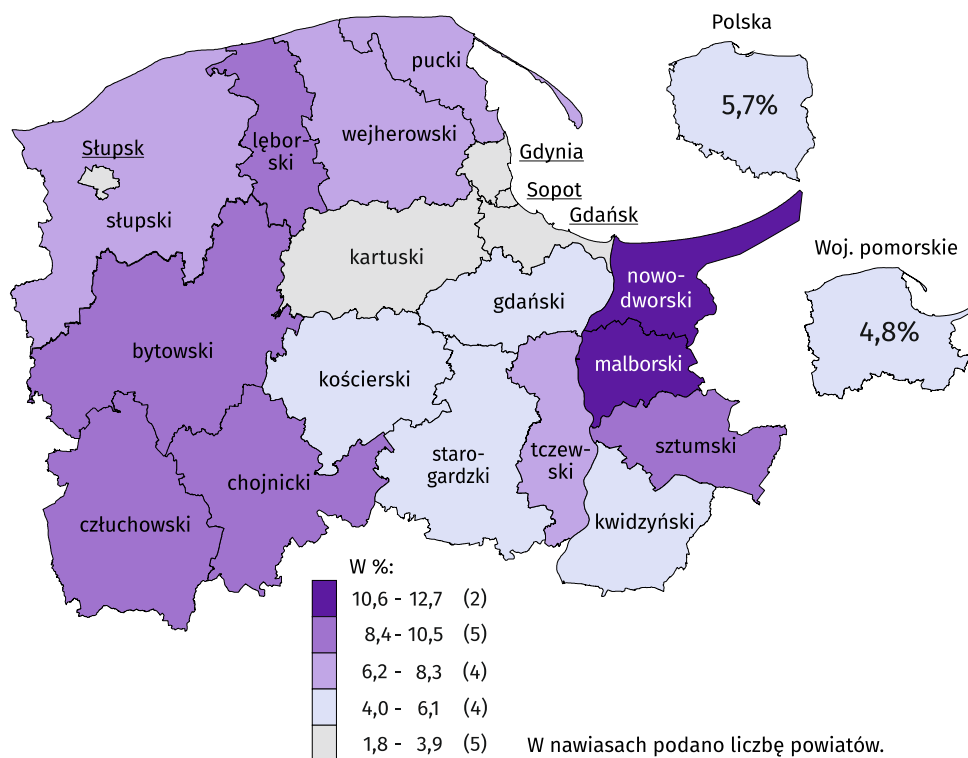 Polska
5,7%
pucki
wejherowski
lębor-
ski
Słupsk
słupski
Gdynia
Sopot
Gdańsk
kartuski
gdański
nowo-
dworski
Woj. pomorskie
4,8%
bytowski
kościerski
malborski
staro-
gardzki
tczew-
ski
sztumski
chojnicki
człuchowski
kwidzyński
W %:
10,6 - 12,7 (2)
8,4 - 10,5 (5)
6,2 - 8,3 (4)
4,0 - 6,1 (4)
1,8 - 3,9 (5)
W nawiasach podano liczbę powiatów.